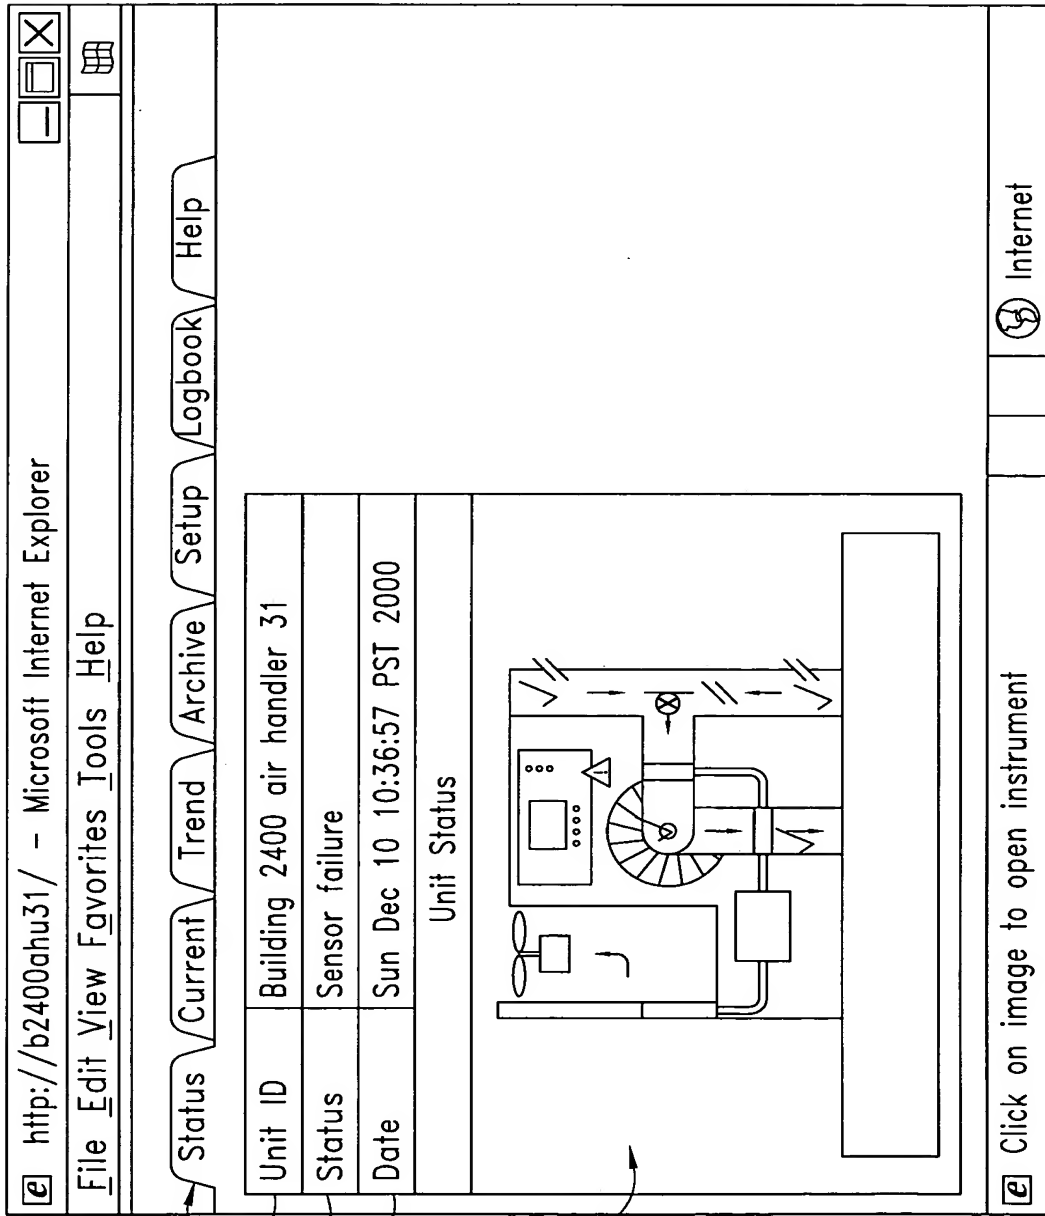 e http://b2400ahu31/ – Microsoft Internet Explorer
File Edit View Favorites Tools Help
Status Current Trend Archive Setup Logbook Help
Unit ID Building 2400 air handler 31
Status Sensor failure
Date Sun Dec 10 10:36:57 PST 2000
Unit Status
!
e Click on image to open instrument Internet